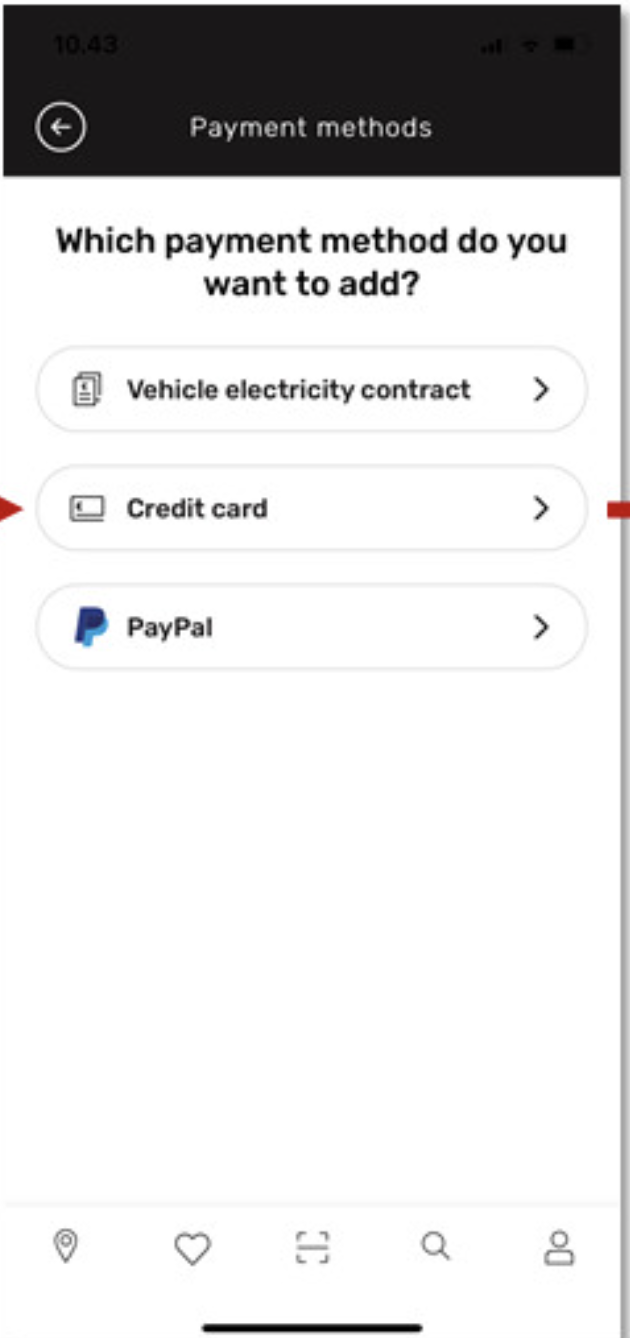 10.43
Payment methods
Which payment method do you
want to add?
Vehicle electricity contract
Credit card
PayPal